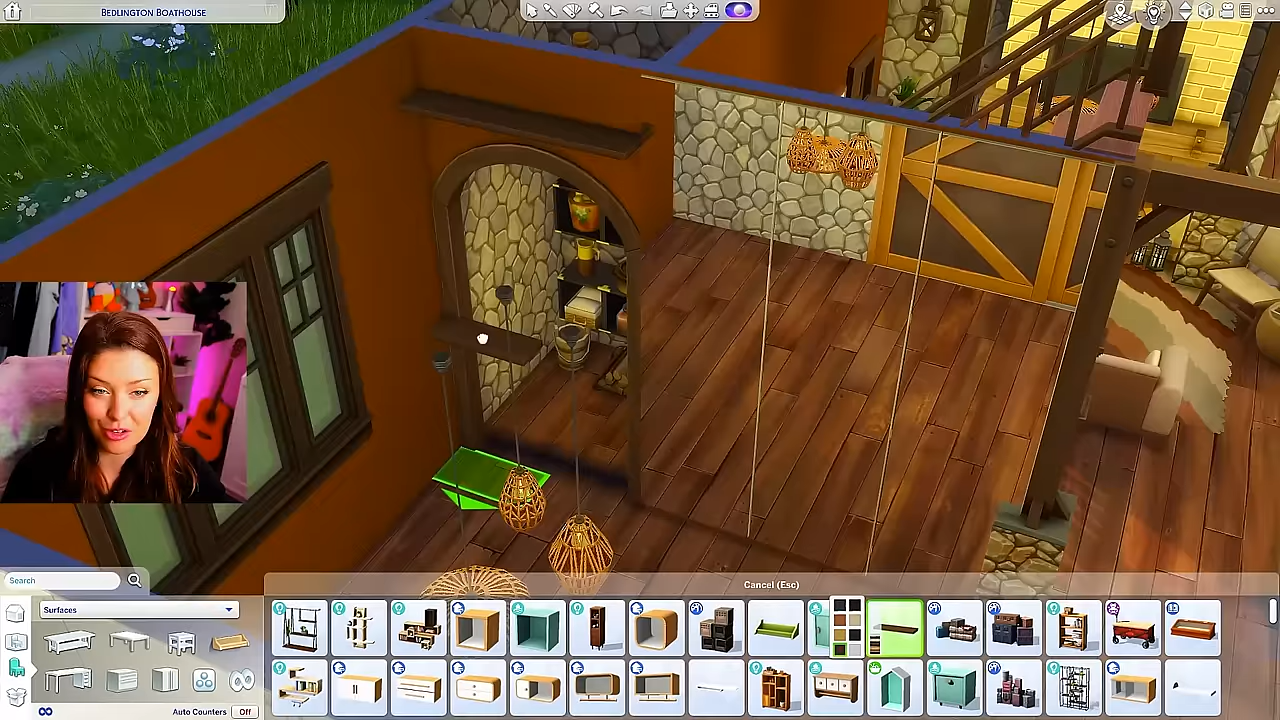 Bedlington Boathouse
Search
Cancel (Esc)
Surfaces
Auto Counters
Off